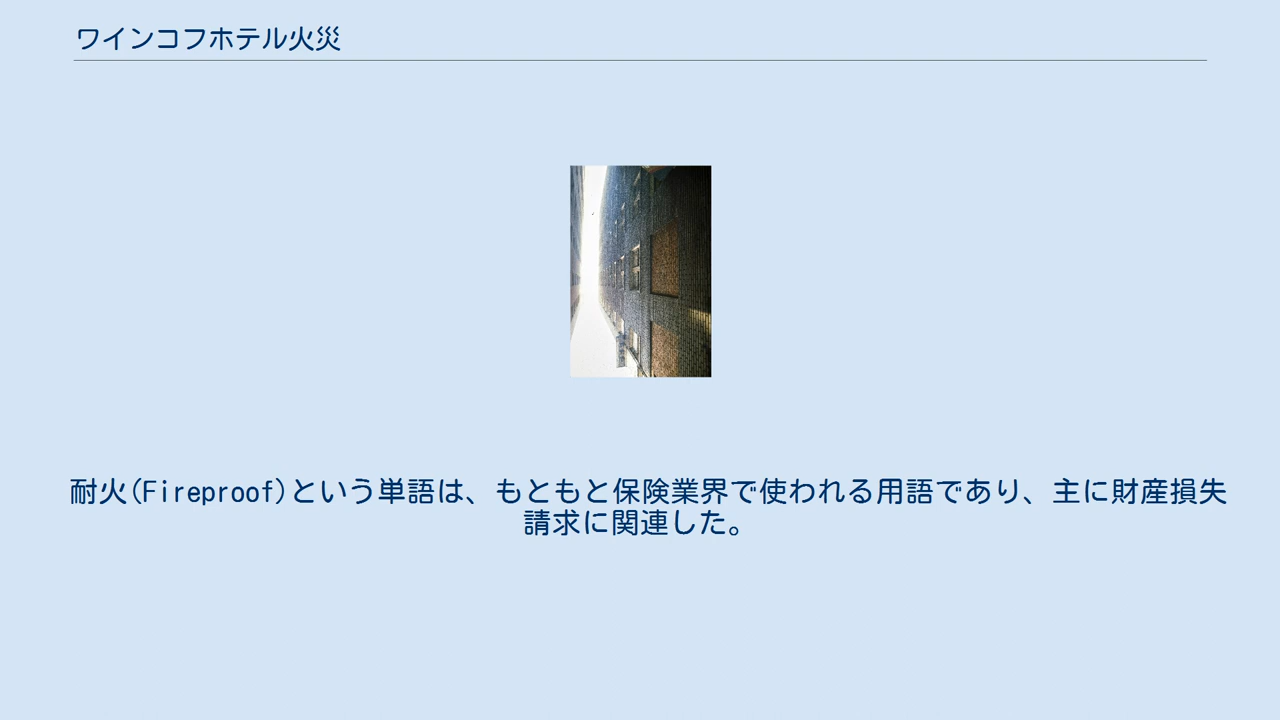 ワインコフホテル火災
耐火(Fireproof)という単語は、もともと保険業界で使われる用語であり、主に財産損失
請求に関連した。